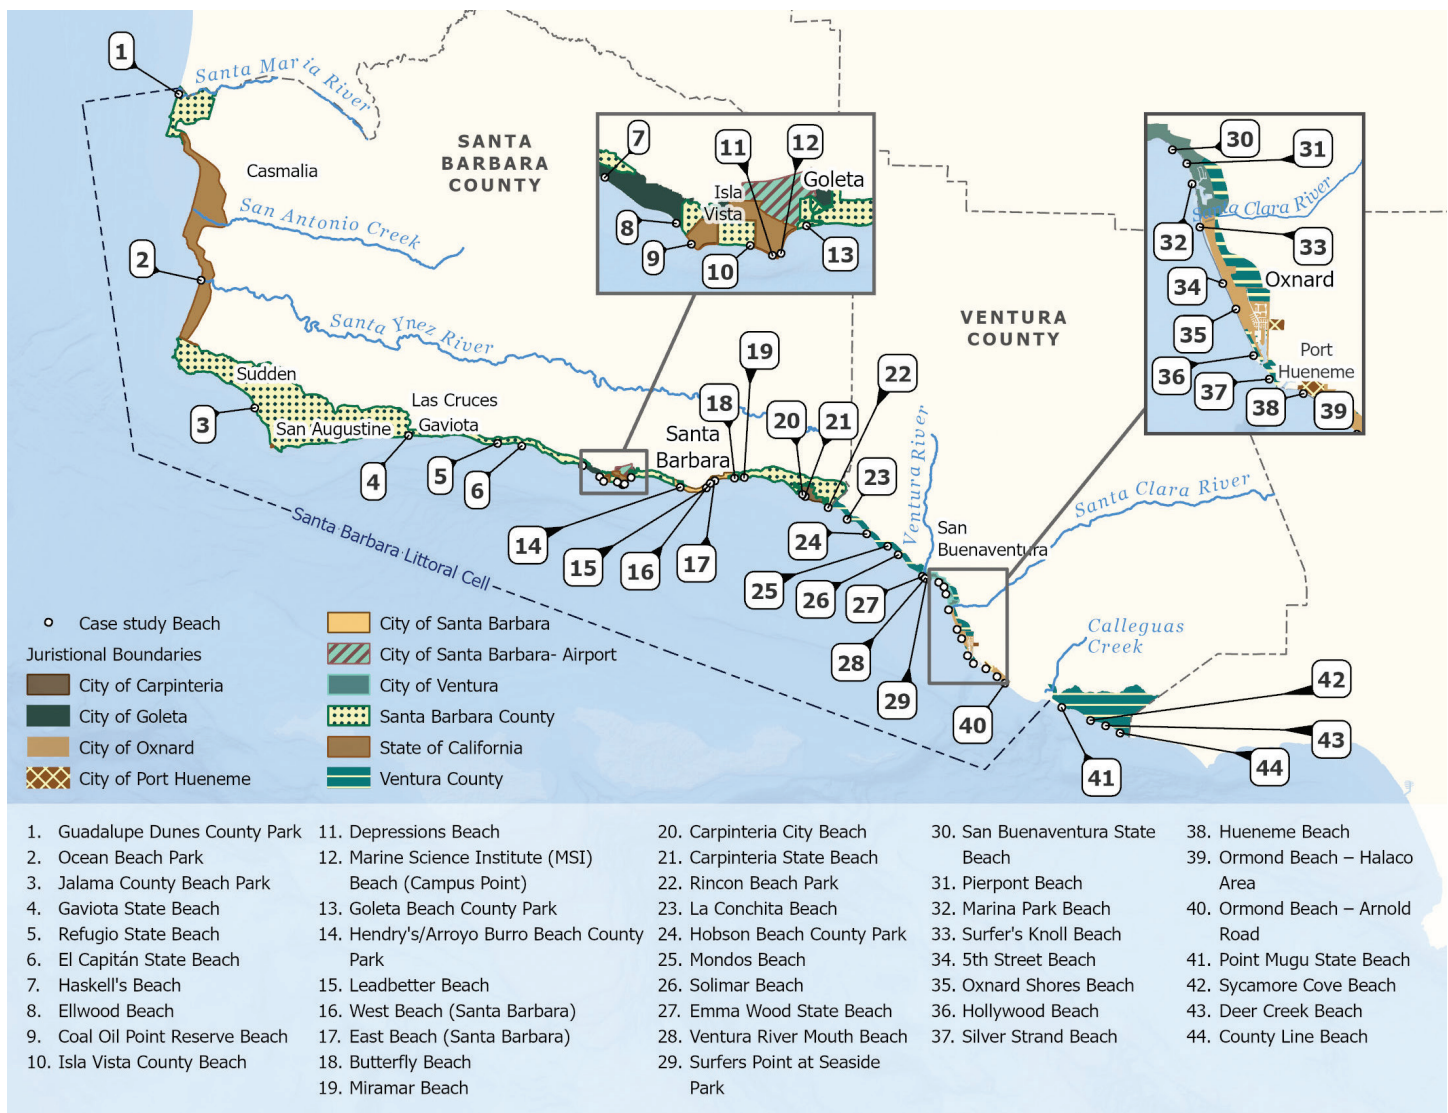 1
Santa Maria River
SANTA
BARBARA
COUNTY
Casmalia
San Antonio Creek
2
Santa Ynez River
7
11
12
Goleta
Isla
Vista
8
9
10
13
30
31
Santa Clara River
32
33
Oxnard
34
35
Port
Hueneme
36
37
38
39
VENTURA
COUNTY
Sudden
3
San Augustine
Las Cruces
Gaviota
4
5
6
Santa
Barbara
18
19
20
21
22
23
Ventura River
Santa Clara River
San
Buenaventura
14
15
16
17
24
25
26
27
28
29
40
Santa Barbara Littoral Cell
Calleguas
Creek
41
42
43
44
Case study Beach
Juristional Boundaries
City of Carpinteria
City of Goleta
City of Oxnard
City of Port Hueneme
City of Santa Barbara
City of Santa Barbara- Airport
City of Ventura
Santa Barbara County
State of California
Ventura County
1. Guadalupe Dunes County Park
2. Ocean Beach Park
3. Jalama County Beach Park
4. Gaviota State Beach
5. Refugio State Beach
6. El Capitán State Beach
7. Haskell's Beach
8. Ellwood Beach
9. Coal Oil Point Reserve Beach
10. Isla Vista County Beach
11. Depressions Beach
12. Marine Science Institute (MSI)
Beach (Campus Point)
13. Goleta Beach County Park
14. Hendry's/Arroyo Burro Beach County
Park
15. Leadbetter Beach
16. West Beach (Santa Barbara)
17. East Beach (Santa Barbara)
18. Butterfly Beach
19. Miramar Beach
20. Carpinteria City Beach
21. Carpinteria State Beach
22. Rincon Beach Park
23. La Conchita Beach
24. Hobson Beach County Park
25. Mondos Beach
26. Solimar Beach
27. Emma Wood State Beach
28. Ventura River Mouth Beach
29. Surfers Point at Seaside
Park
30. San Buenaventura State
Beach
31. Pierpont Beach
32. Marina Park Beach
33. Surfer's Knoll Beach
34. 5th Street Beach
35. Oxnard Shores Beach
36. Hollywood Beach
37. Silver Strand Beach
38. Hueneme Beach
39. Ormond Beach – Halaco
Area
40. Ormond Beach – Arnold
Road
41. Point Mugu State Beach
42. Sycamore Cove Beach
43. Deer Creek Beach
44. County Line Beach